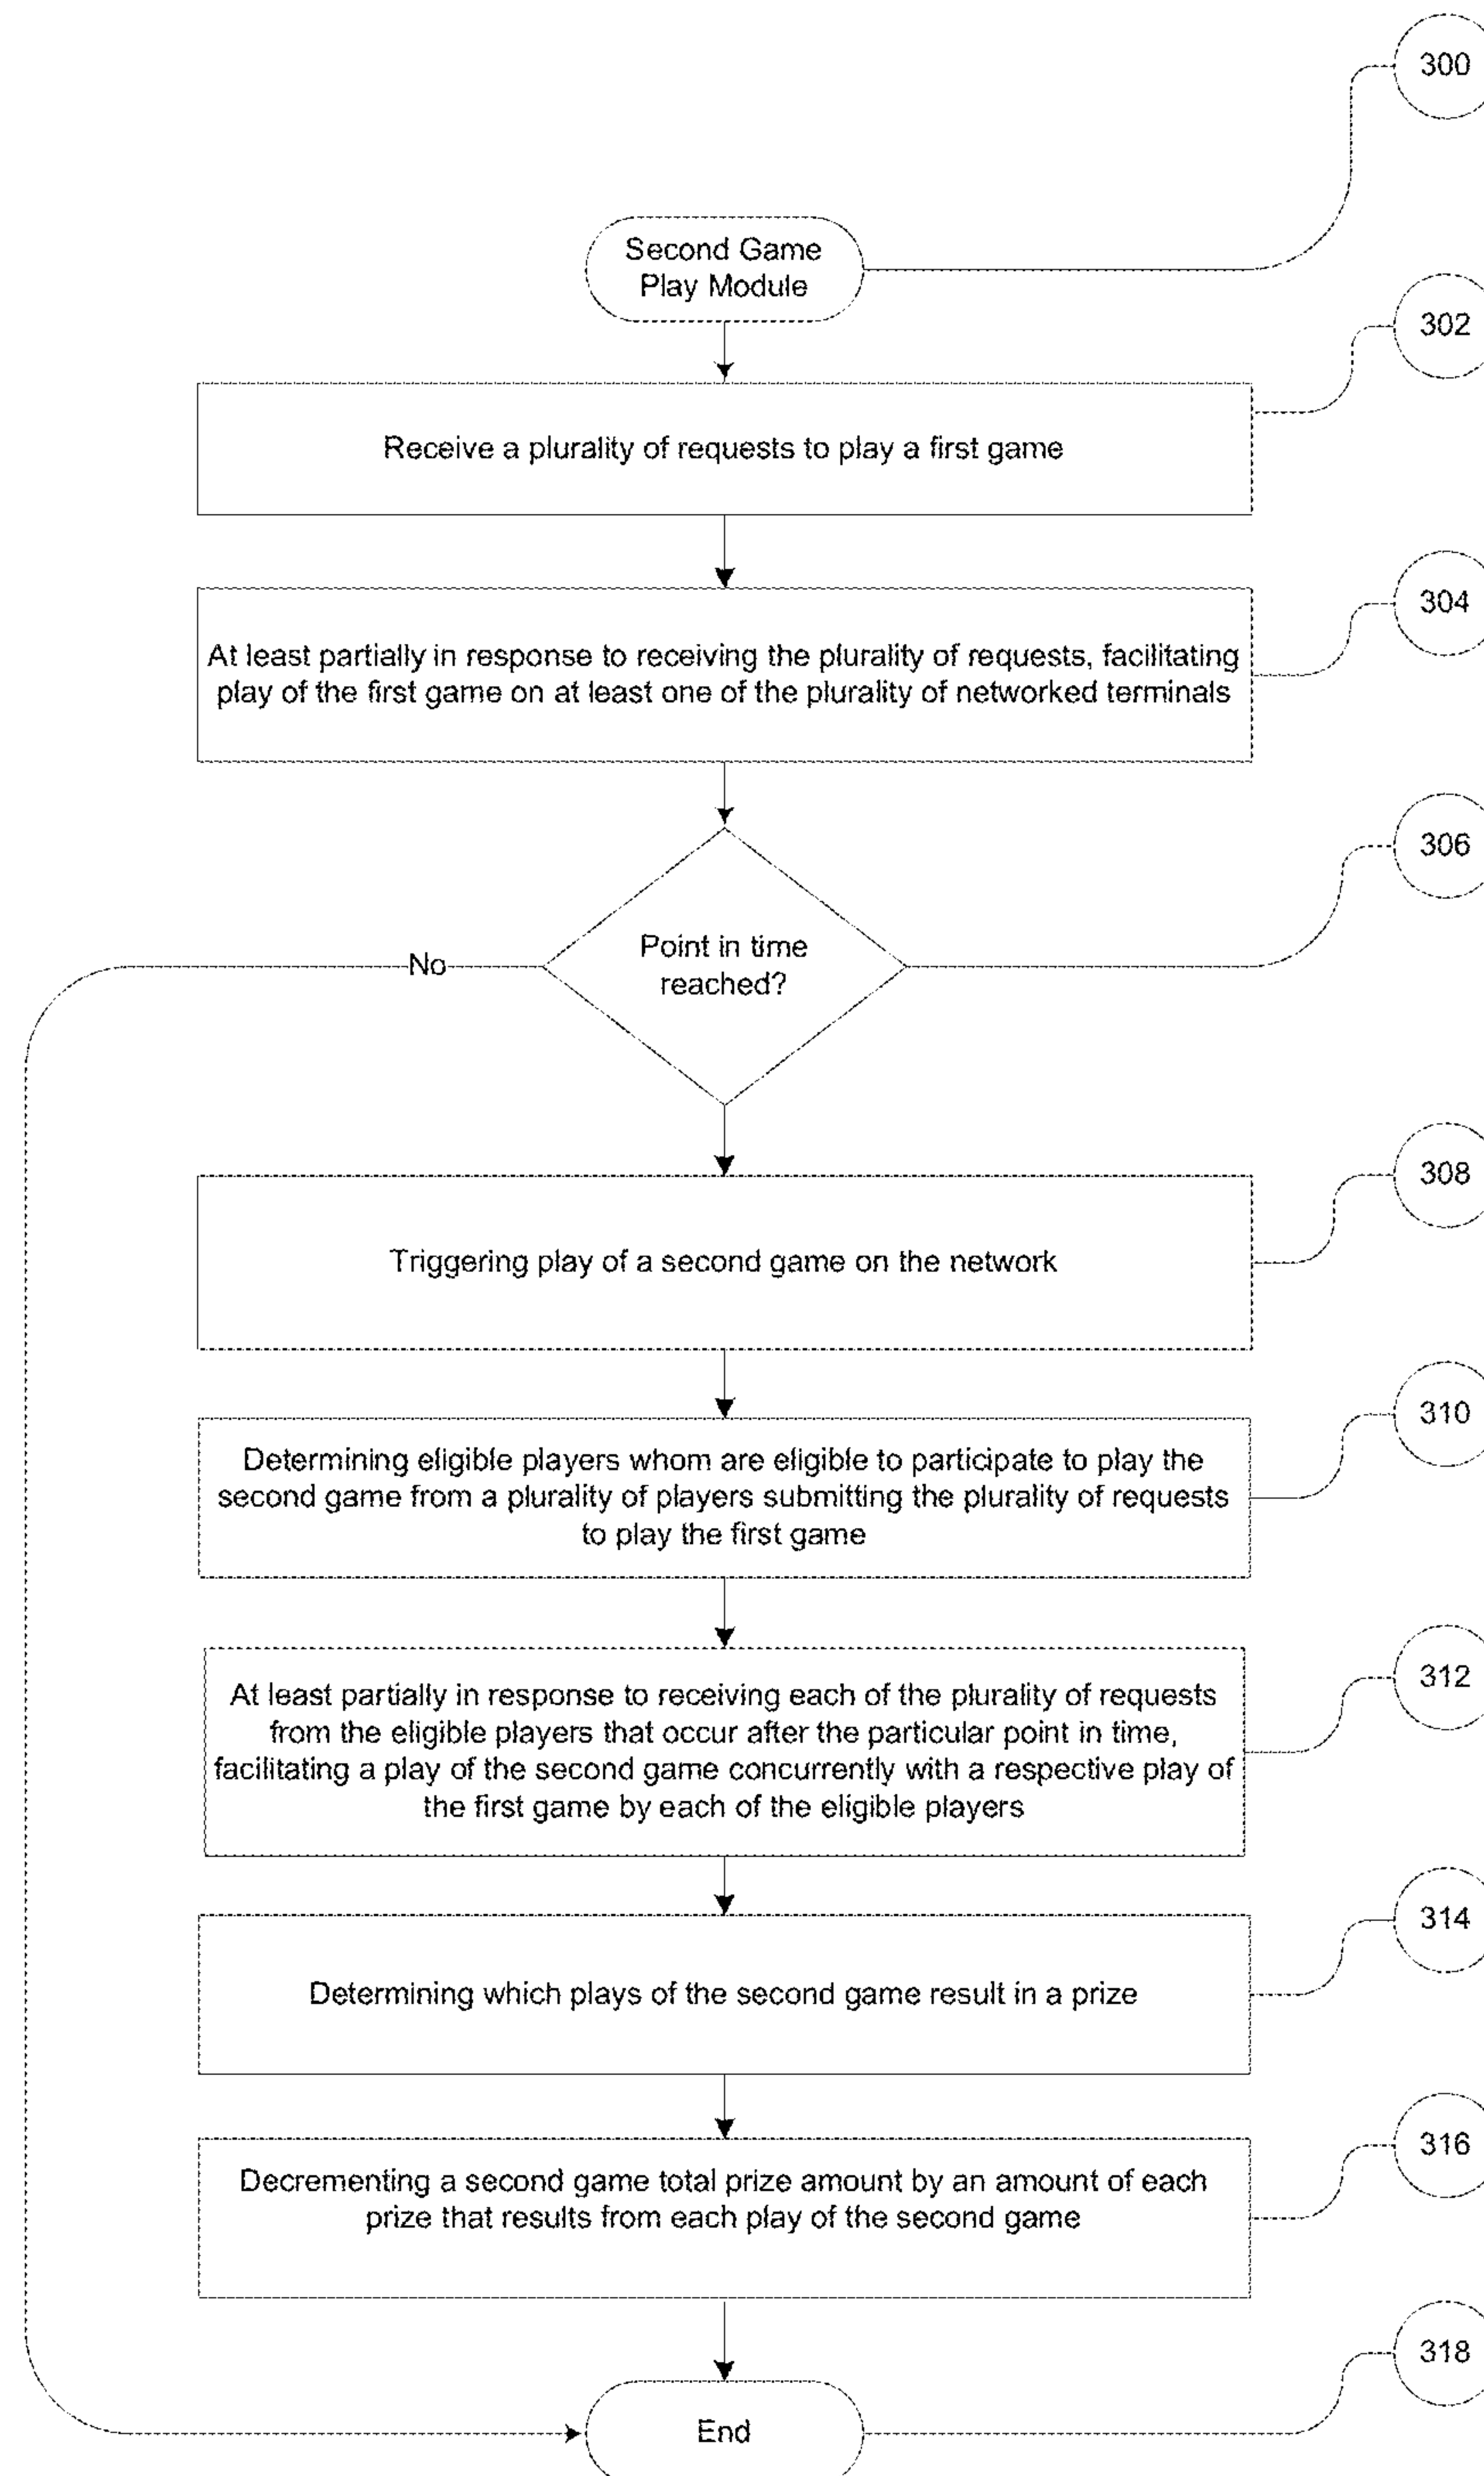 300
Second Game
Play Module
302
Receive a plurality of requests to play a first game
304
At least partially in response to receiving the plurality of requests, facilitating
play of the first game on at least one of the plurality of networked terminals
306
Point in time
reached?
No
308
Triggering play of a second game on the network
310
Determining eligible players whom are eligible to participate to play the
second game from a plurality of players submitting the plurality of requests
to play the first game
312
At least partially in response to receiving each of the plurality of requests
from the eligible players that occur after the particular point in time,
facilitating a play of the second game concurrently with a respective play of
the first game by each of the eligible players
314
Determining which plays of the second game result in a prize
316
Decrementing a second game total prize amount by an amount of each
prize that results from each play of the second game
318
End